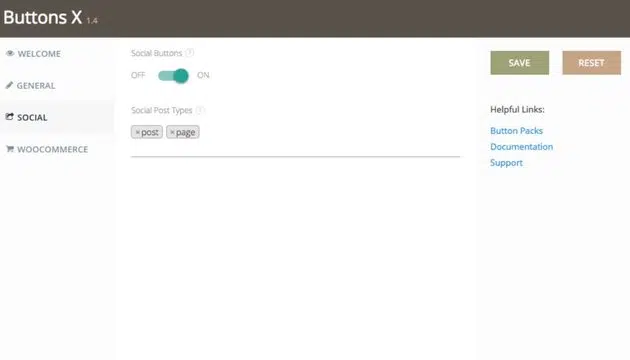 Buttons X 1.4
WELCOME
GENERAL
SOCIAL
WOOCOMMERCE
Social Buttons ?
OFF ON
Social Post Types ?
×post ×page
SAVE RESET
Helpful Links:
Button Packs
Documentation
Support